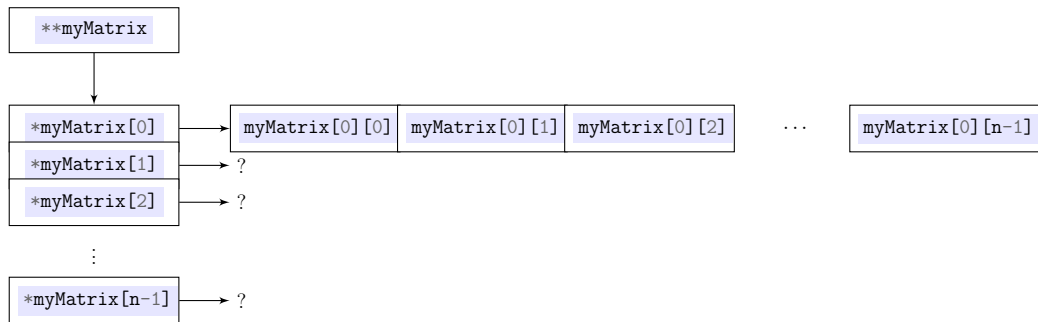 **myMatrix
*myMatrix[0] myMatrix[0][0] myMatrix[0][1] myMatrix[0][2] ... myMatrix[0][n-1]
*myMatrix[1] ?
*myMatrix[2] ?
⋮
*myMatrix[n-1] ?